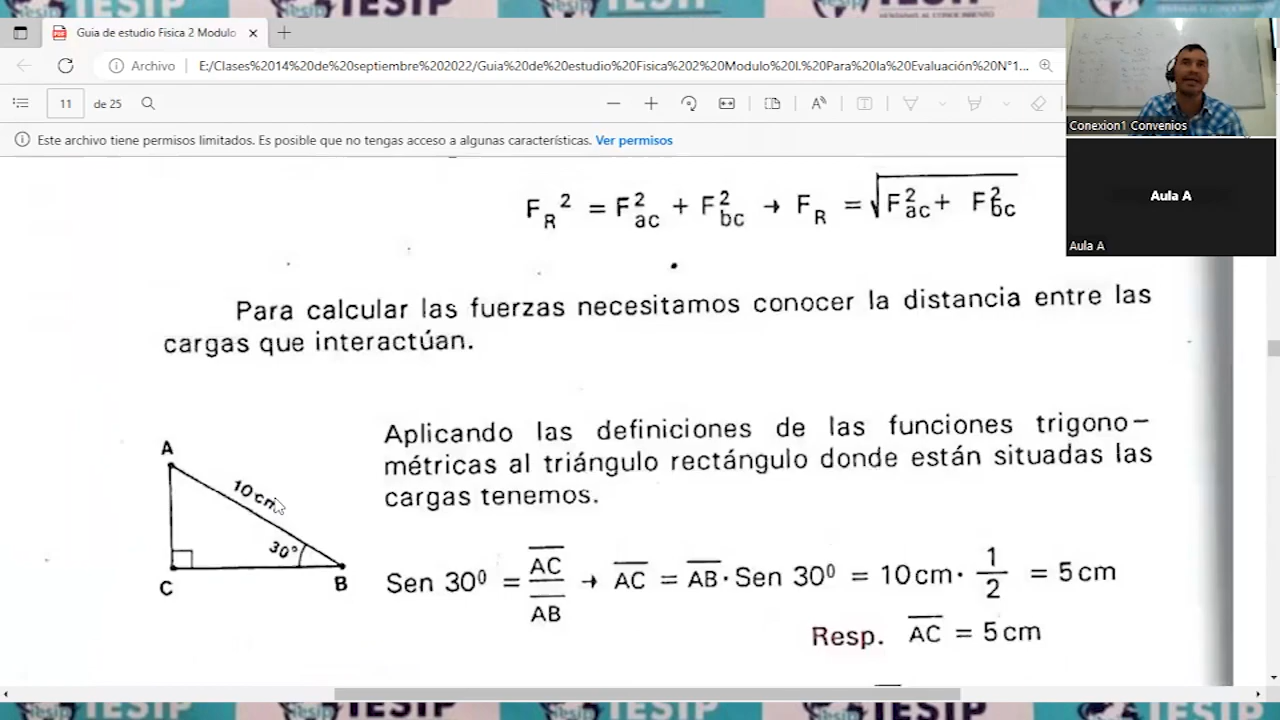 IESIP
Guia de estudio Fisica 2 Modulo
Archivo
E:/Clases%2014%20de%20septiembre%20de%202022/Guia%20de%20estudio%20Fisica%202%20Modulo%20I.%20Para%20la%20Evaluación%20N°1...
11 de 25
Este archivo tiene permisos limitados. Es posible que no tengas acceso a algunas características. Ver permisos
Conexion1 Convenios
Aula A
Aula A
F_R² = F²_ac + F²_bc → F_R = √(F²_ac + F²_bc)
Para calcular las fuerzas necesitamos conocer la distancia entre las
cargas que interactúan.
Aplicando las definiciones de las funciones trigono–
métricas al triángulo rectángulo donde están situadas las
cargas tenemos.
A
10 cm
30°
C B
Sen 30⁰ = AC/AB → AC = AB · Sen 30⁰ = 10 cm · 1/2 = 5 cm
Resp. AC = 5 cm
IESIP